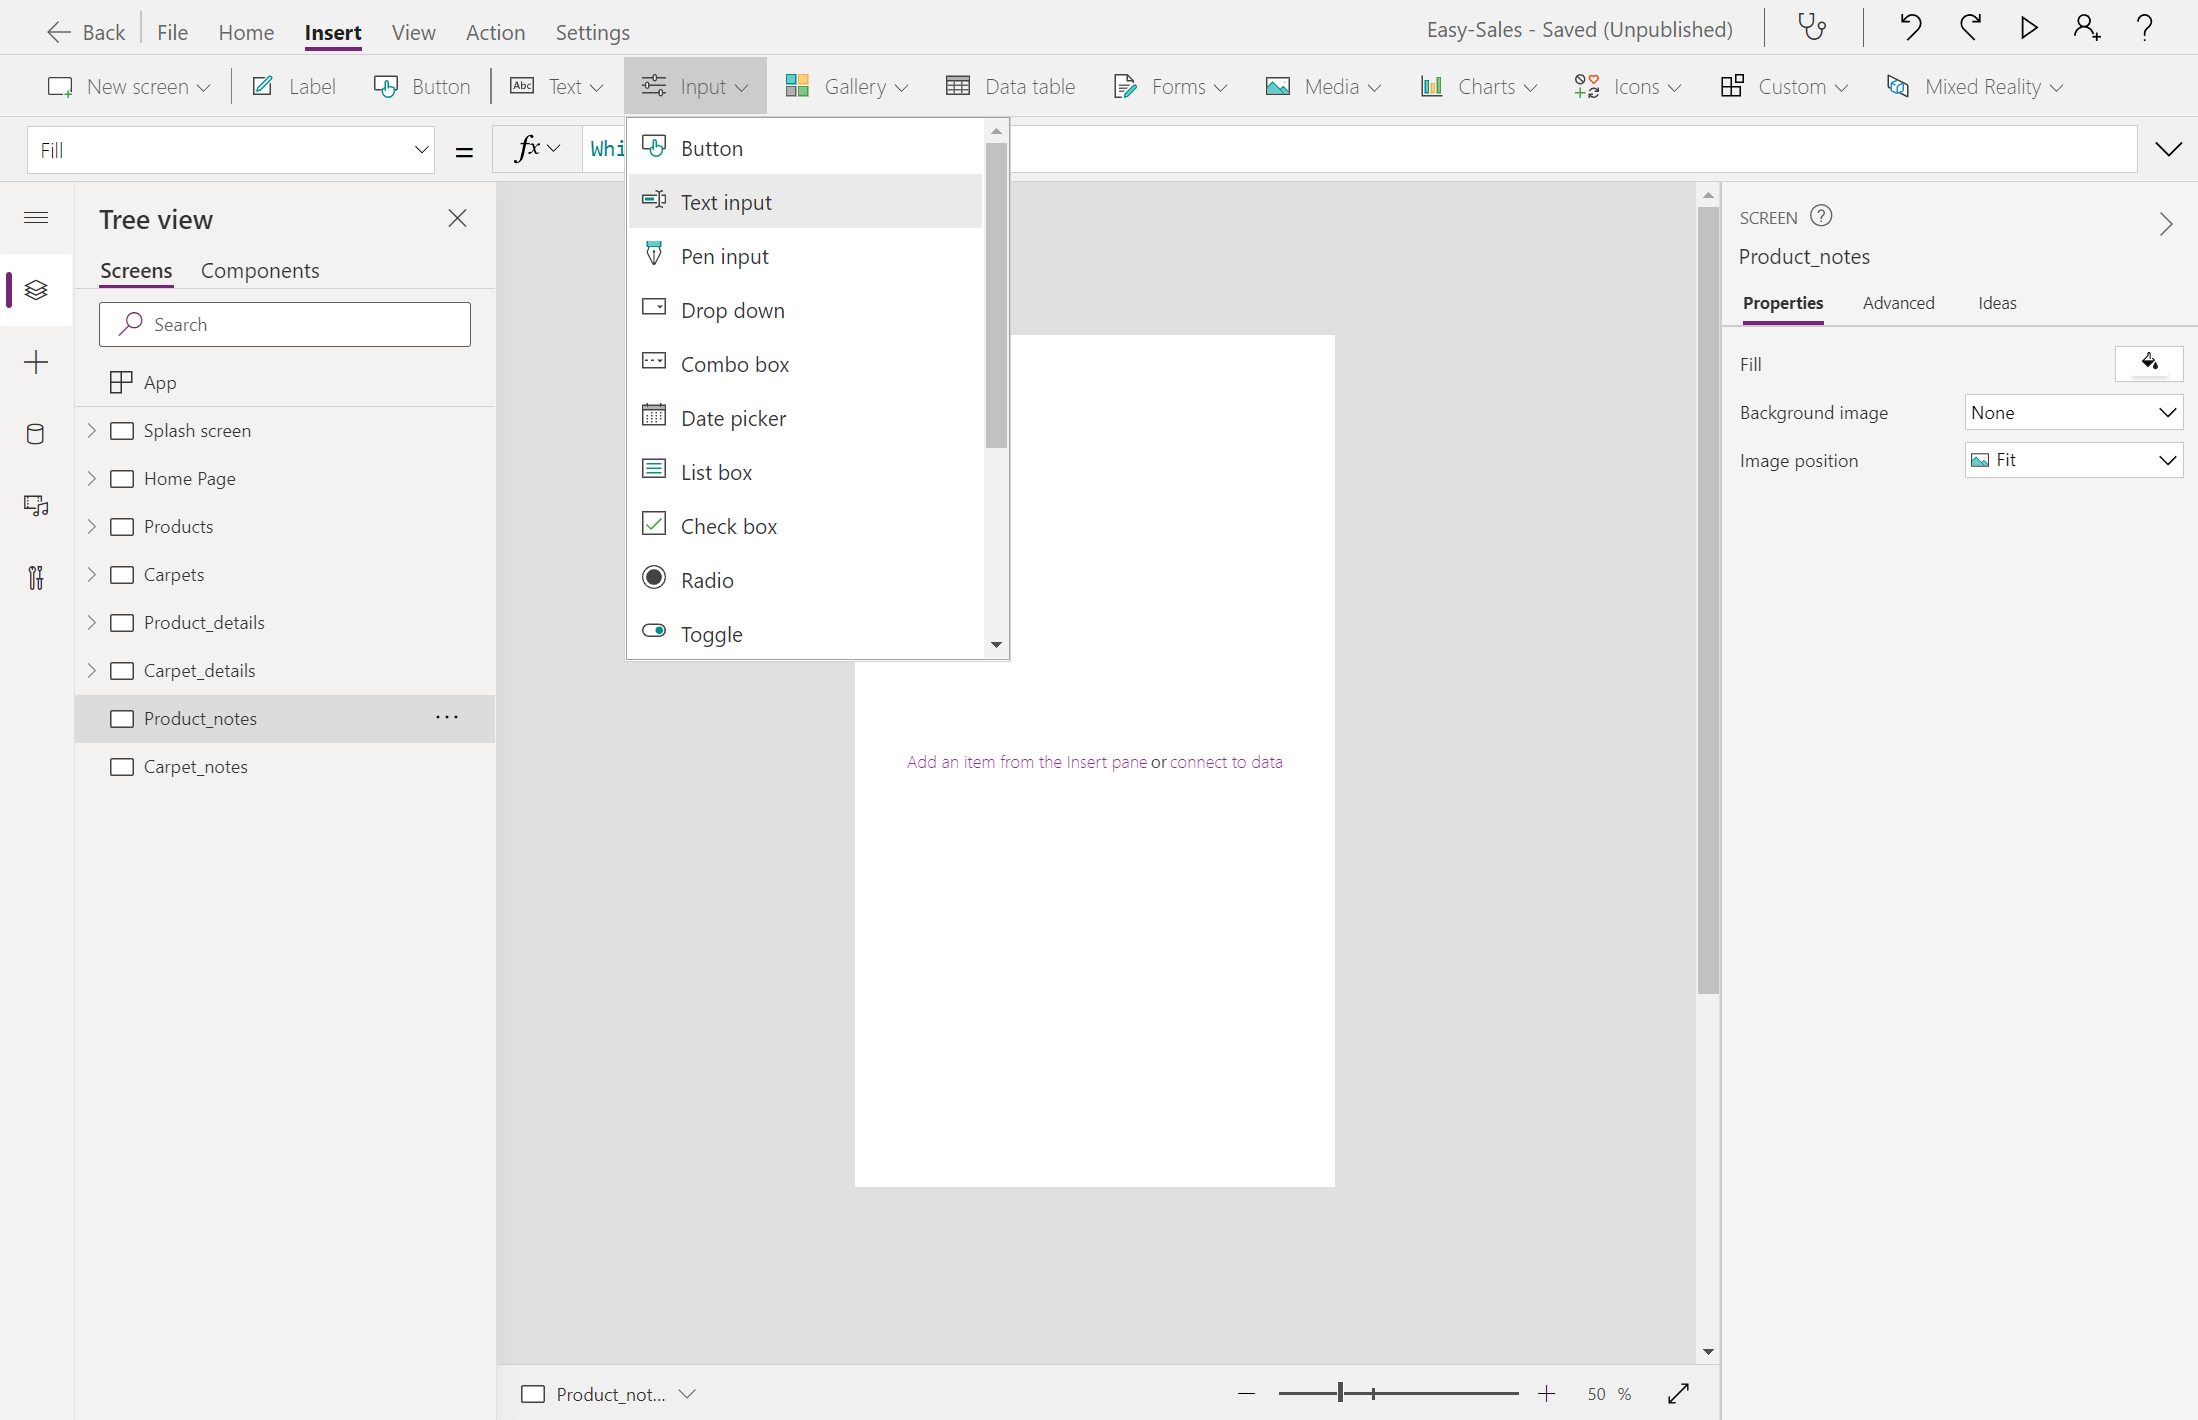 Back File Home Insert View Action Settings Easy-Sales - Saved (Unpublished)
New screen Label Button Abc Text Input Gallery Data table Forms Media Charts Icons Custom Mixed Reality
Fill = fx Whi
Button
Text input
Pen input
Drop down
Combo box
Date picker
List box
Check box
Radio
Toggle
Tree view
Screens Components
Search
App
Splash screen
Home Page
Products
Carpets
Product_details
Carpet_details
Product_notes ...
Carpet_notes
Add an item from the Insert pane or connect to data
SCREEN
Product_notes
Properties Advanced Ideas
Fill
Background image None
Image position Fit
Product_not... 50 %